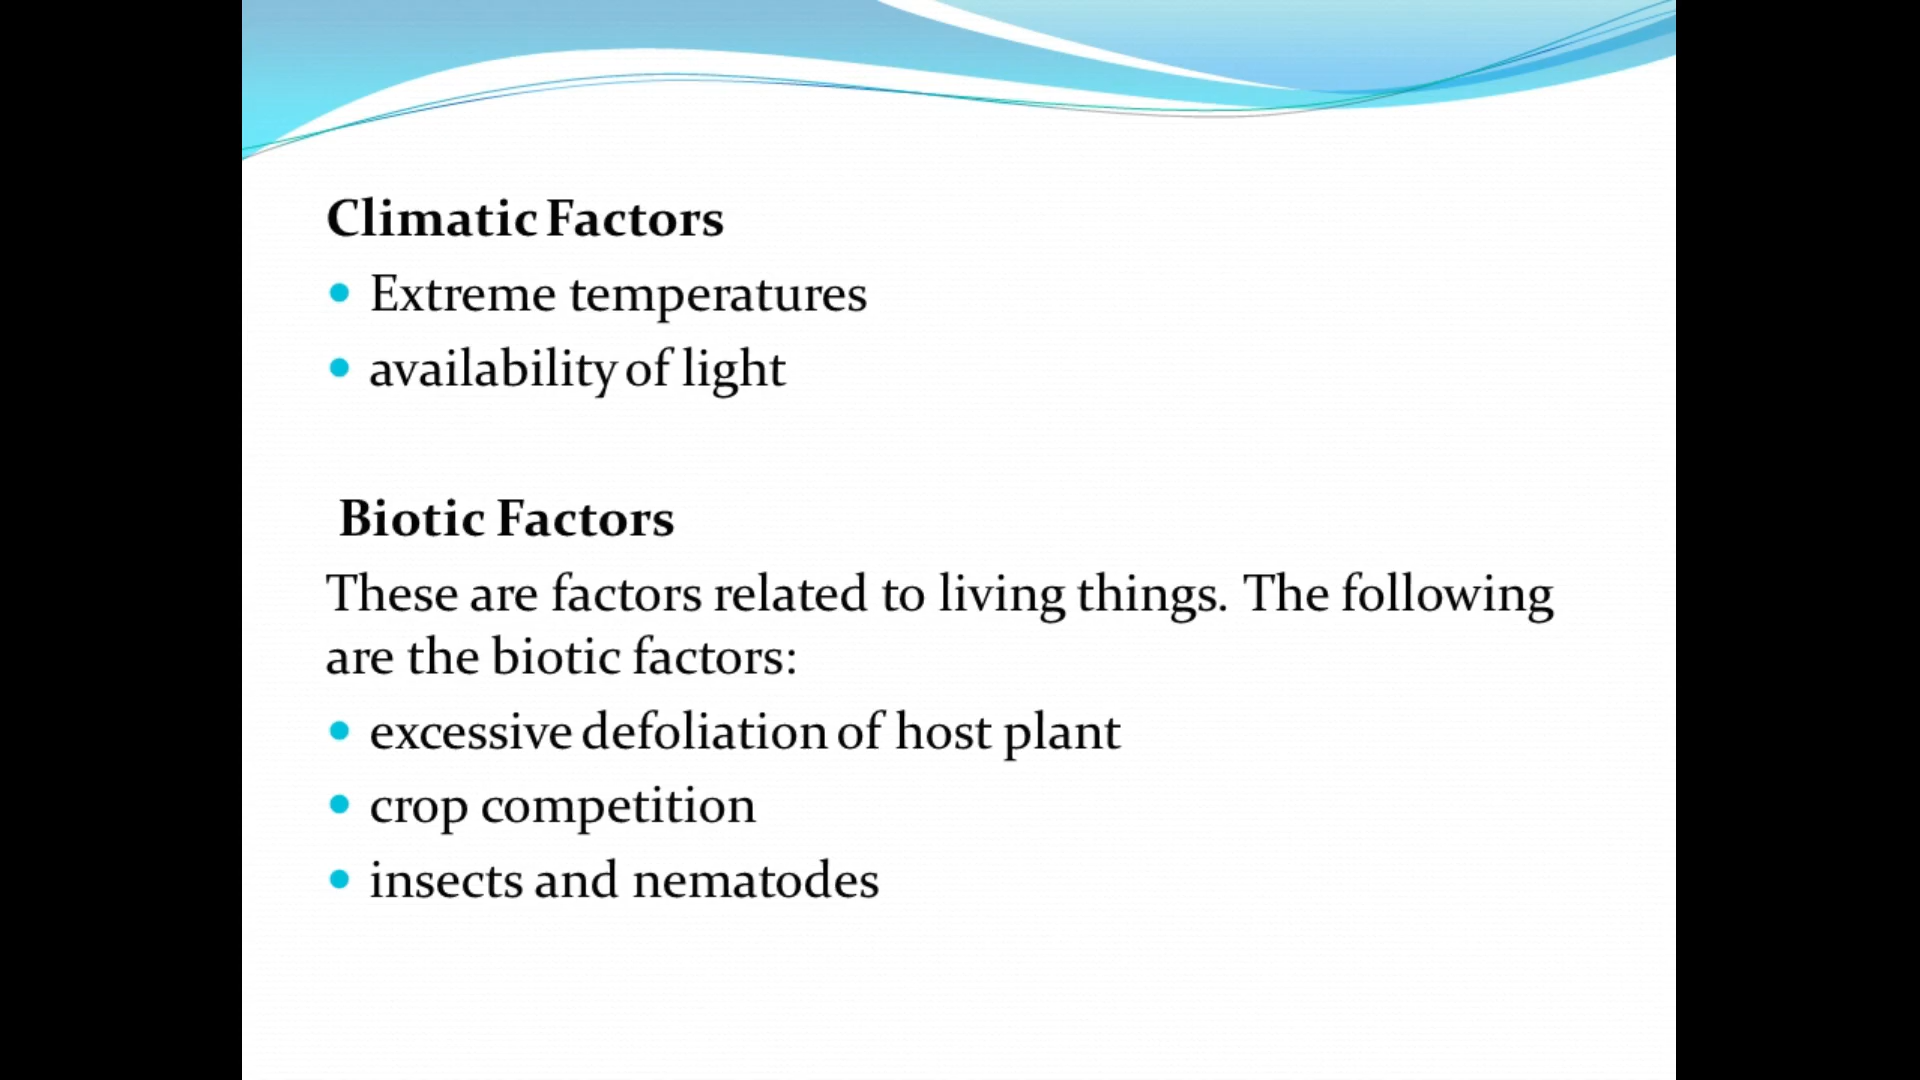 Climatic Factors
• Extreme temperatures
• availability of light
Biotic Factors
These are factors related to living things. The following
are the biotic factors:
• excessive defoliation of host plant
• crop competition
• insects and nematodes